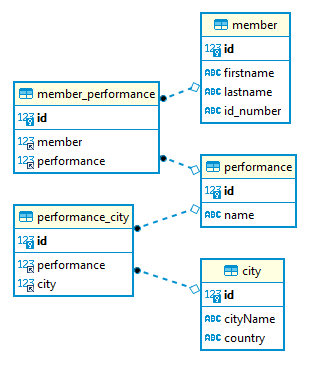 member
123 id
ABC firstname
ABC lastname
ABC id_number
member_performance
123 id
123 member
123 performance
performance
123 id
ABC name
performance_city
123 id
123 performance
123 city
city
123 id
ABC cityName
ABC country